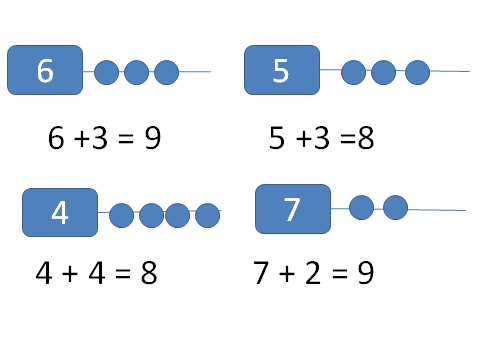 6
5
6 +3 = 9
5 +3 =8
4
7
4 + 4 = 8
7 + 2 = 9